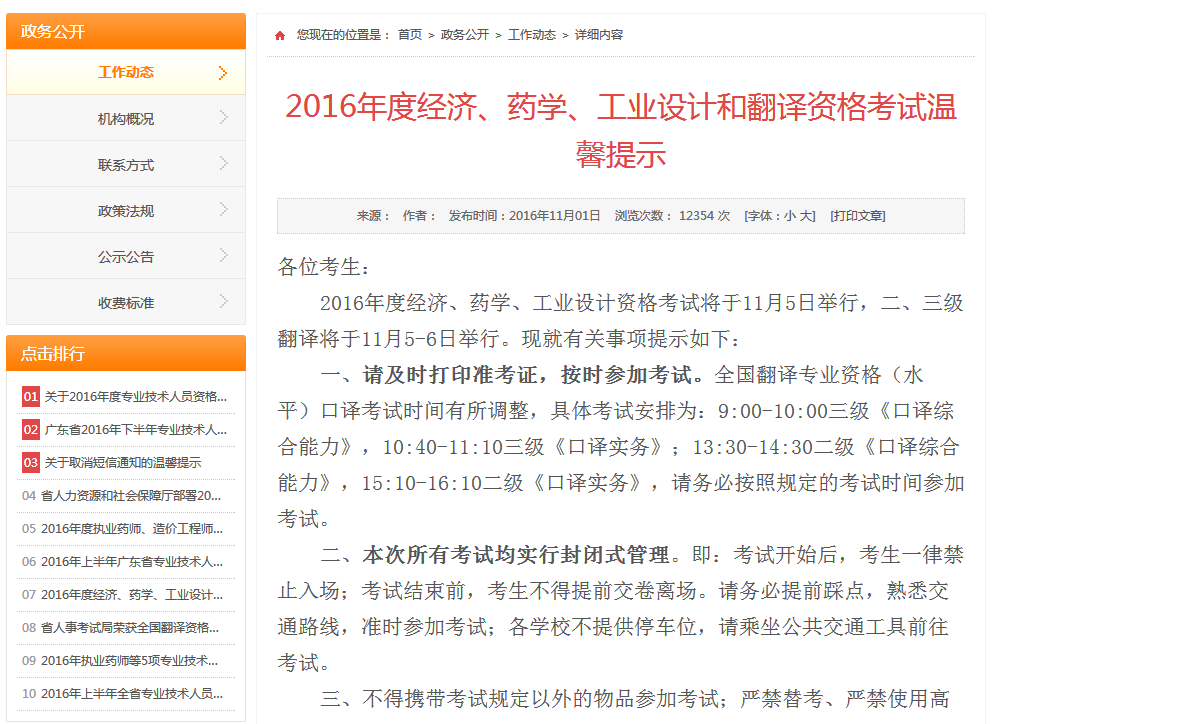 政务公开
工作动态
机构概况
联系方式
政策法规
公示公告
收费标准
点击排行
01 关于2016年度专业技术人员资格...
02 广东省2016年下半年专业技术人...
03 关于取消短信通知的温馨提示
04 省人力资源和社会保障厅部署20...
05 2016年度执业药师、造价工程师...
06 2016年上半年广东省专业技术人...
07 2016年度经济、药学、工业设计...
08 省人事考试局荣获全国翻译资格...
09 2016年执业药师等5项专业技术...
10 2016年上半年全省专业技术人员...
您现在的位置是： 首页 > 政务公开 > 工作动态 > 详细内容
2016年度经济、药学、工业设计和翻译资格考试温
馨提示
来源： 作者： 发布时间：2016年11月01日 浏览次数： 12354 次 [字体：小 大] [打印文章]
各位考生：
2016年度经济、药学、工业设计资格考试将于11月5日举行，二、三级
翻译将于11月5-6日举行。现就有关事项提示如下：
一、请及时打印准考证，按时参加考试。全国翻译专业资格（水
平）口译考试时间有所调整，具体考试安排为：9:00-10:00三级《口译综
合能力》，10:40-11:10三级《口译实务》；13:30-14:30二级《口译综合
能力》，15:10-16:10二级《口译实务》，请务必按照规定的考试时间参加
考试。
二、本次所有考试均实行封闭式管理。即：考试开始后，考生一律禁
止入场；考试结束前，考生不得提前交卷离场。请务必提前踩点，熟悉交
通路线，准时参加考试；各学校不提供停车位，请乘坐公共交通工具前往
考试。
三、不得携带考试规定以外的物品参加考试；严禁替考、严禁使用高